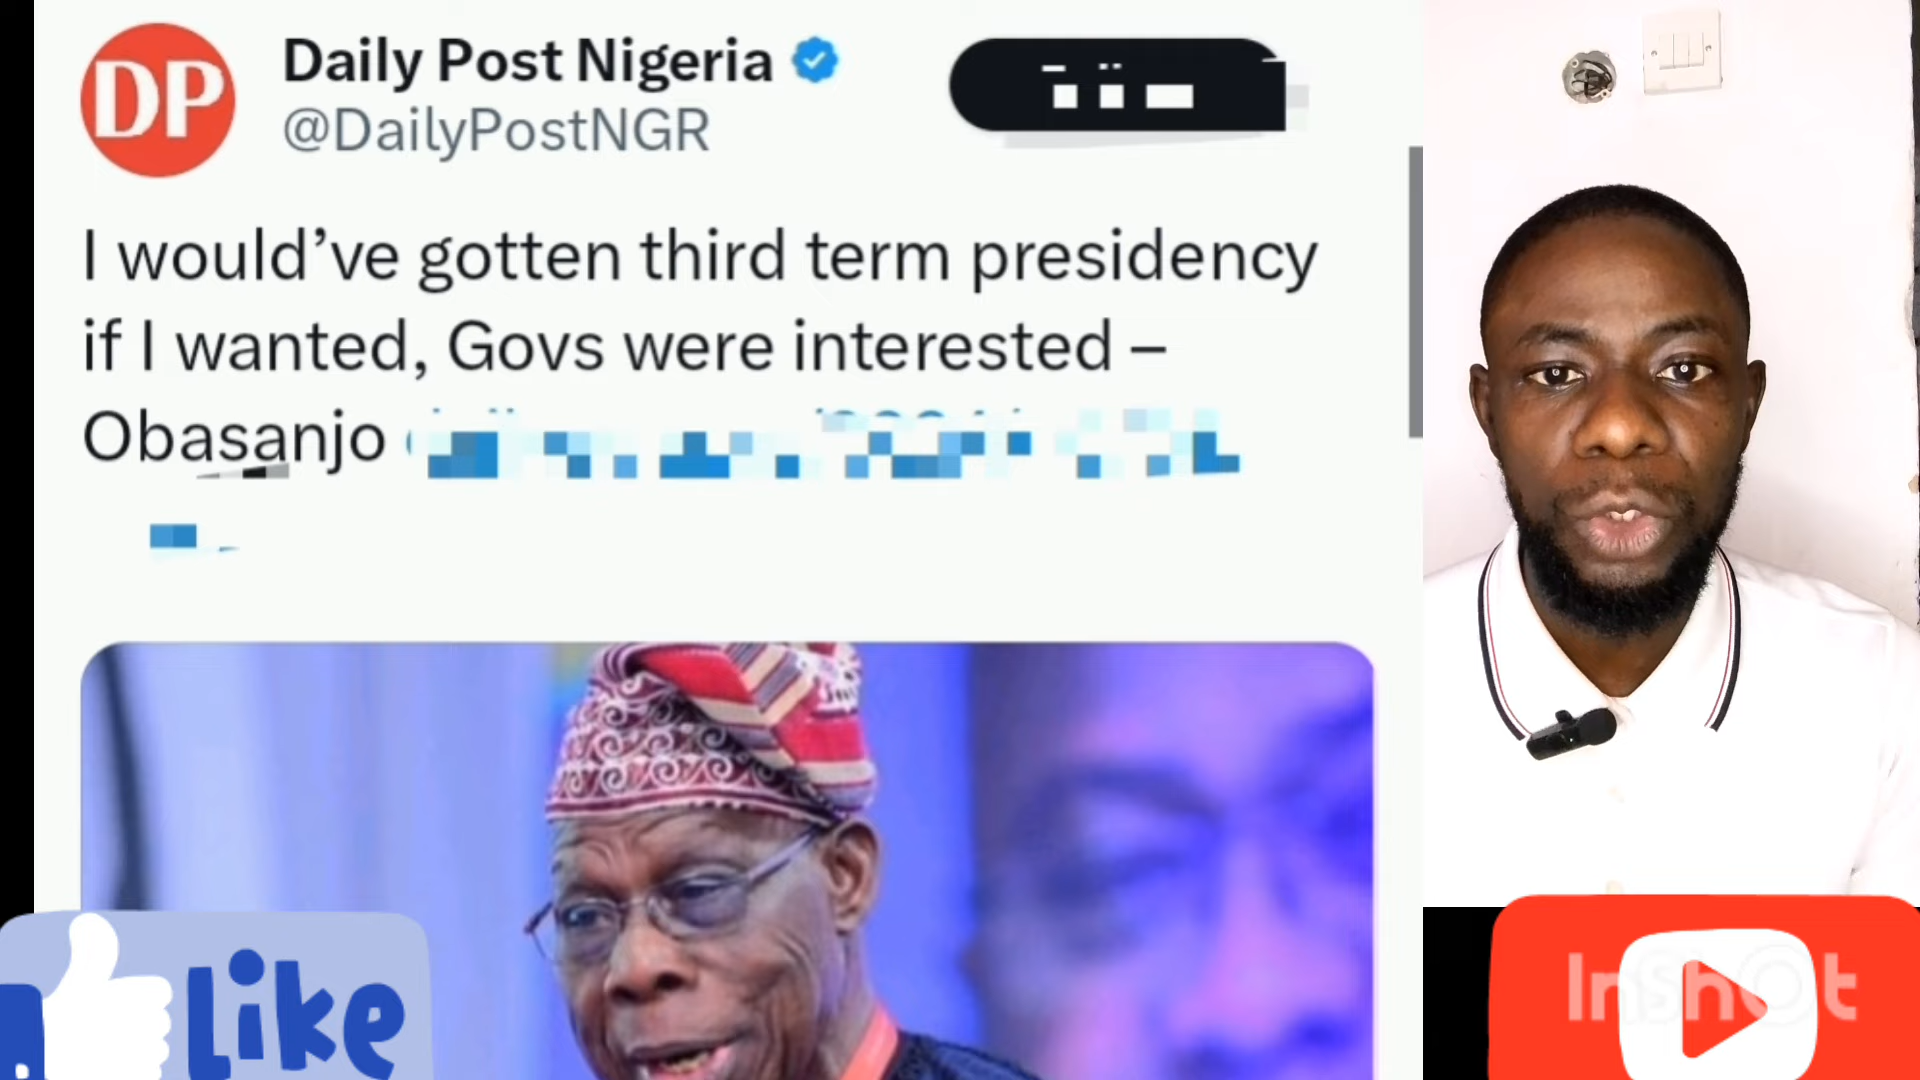 DP
Daily Post Nigeria
@DailyPostNGR
I would’ve gotten third term presidency
if I wanted, Govs were interested –
Obasanjo
Like
InShOt